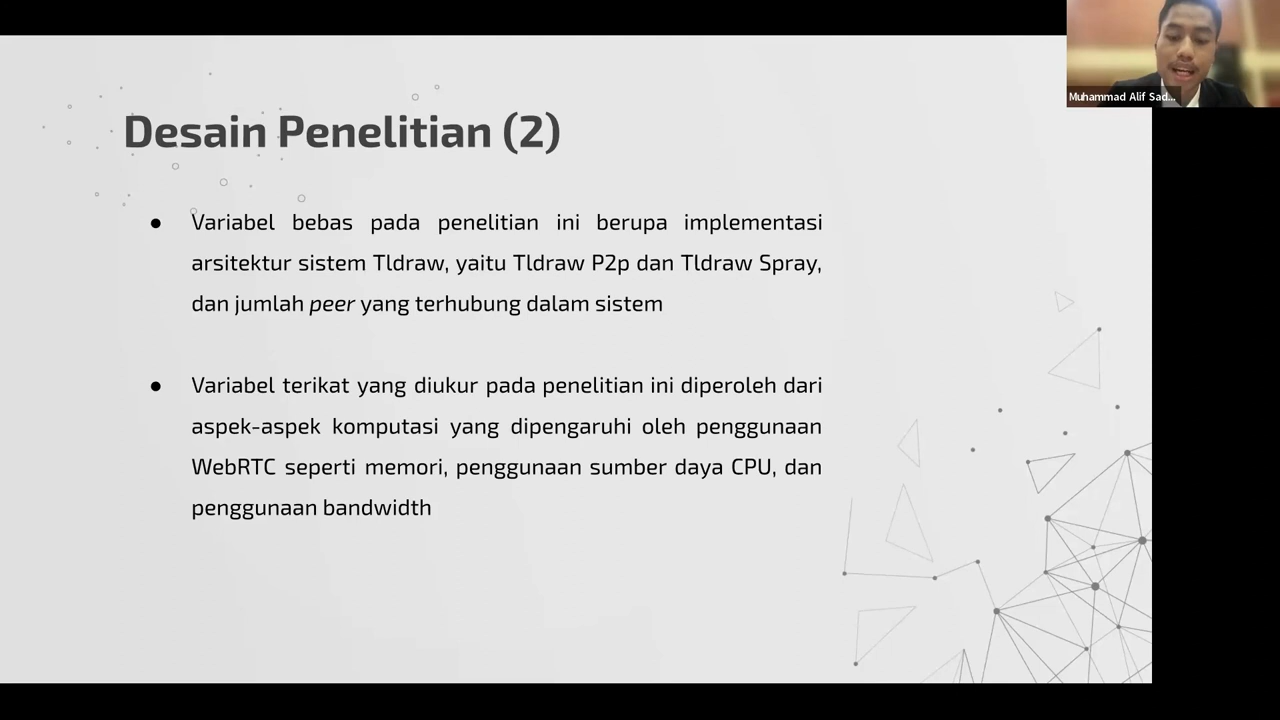 Muhammad Alif Sad...
Desain Penelitian (2)
● Variabel bebas pada penelitian ini berupa implementasi
arsitektur sistem Tldraw, yaitu Tldraw P2p dan Tldraw Spray,
dan jumlah peer yang terhubung dalam sistem
● Variabel terikat yang diukur pada penelitian ini diperoleh dari
aspek-aspek komputasi yang dipengaruhi oleh penggunaan
WebRTC seperti memori, penggunaan sumber daya CPU, dan
penggunaan bandwidth